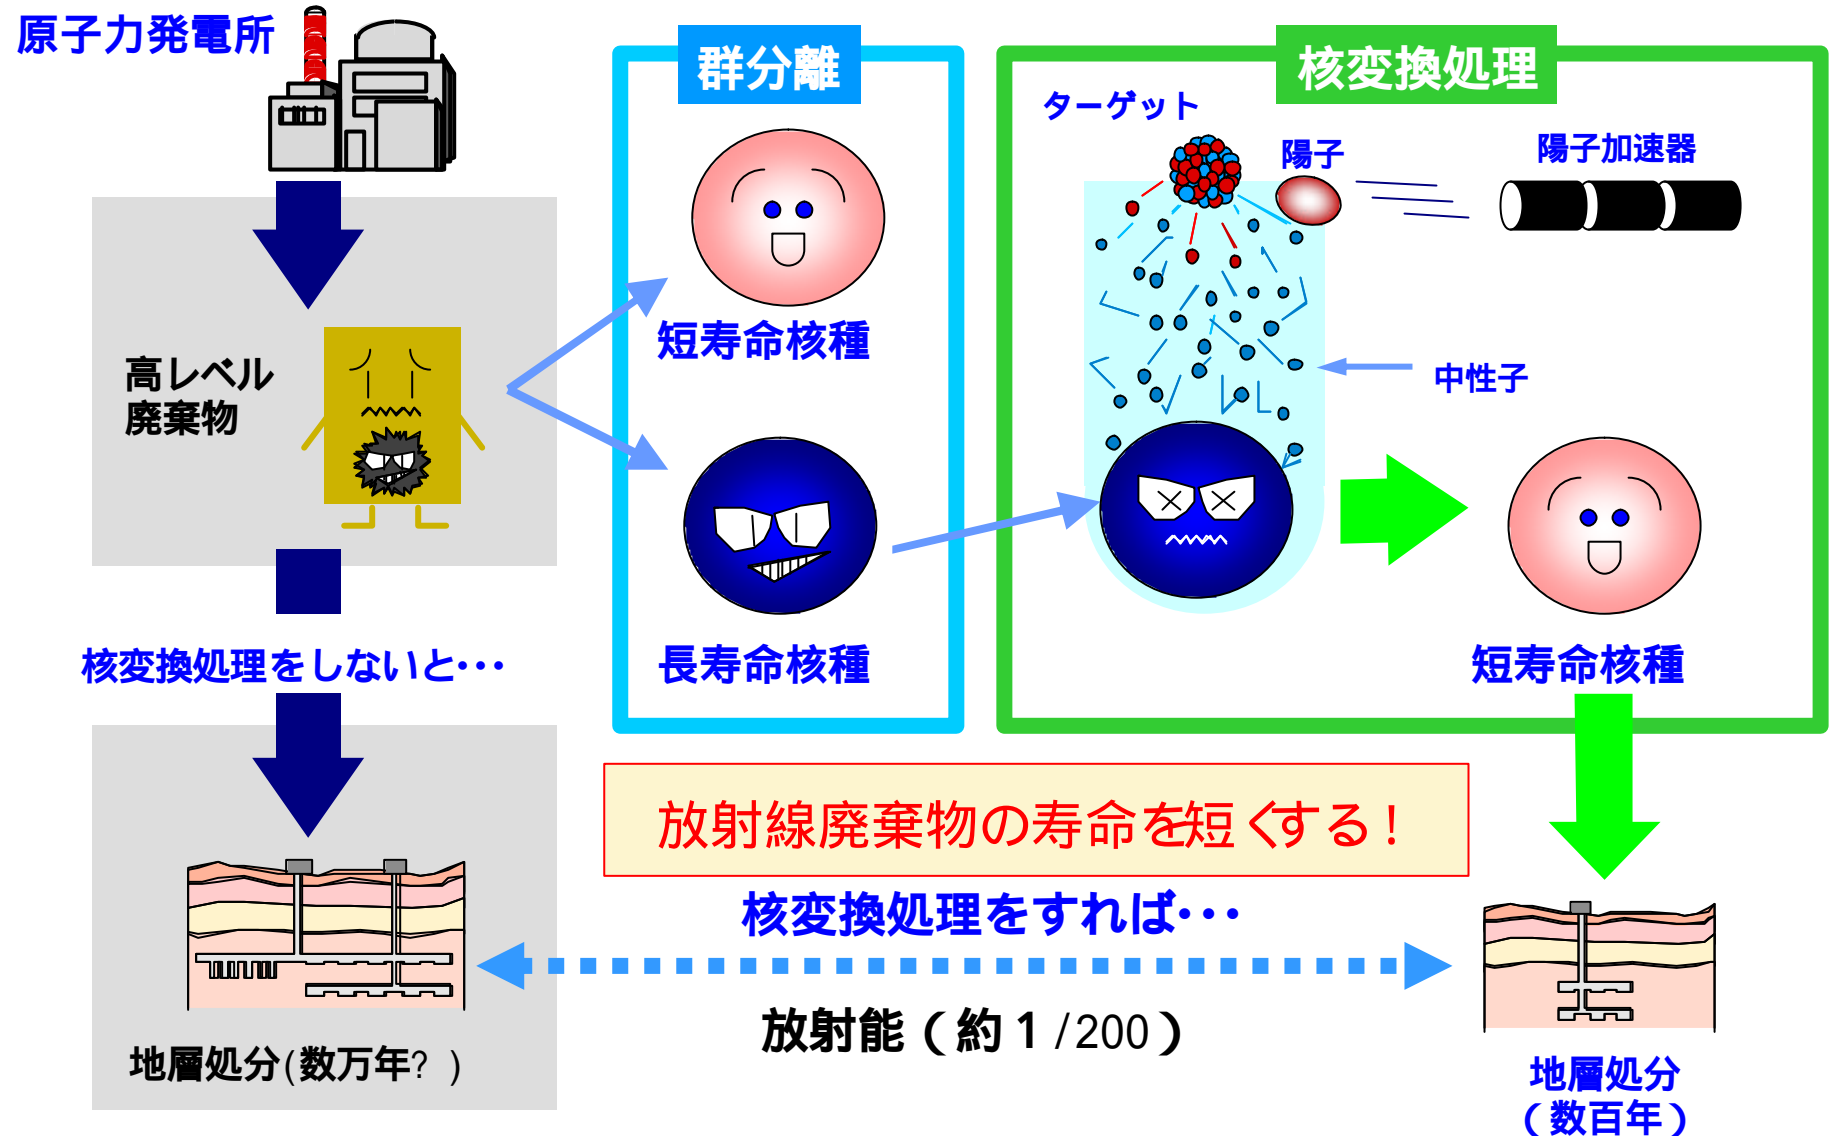 原子力発電所
群分離
核変換処理
ターゲット
陽子
陽子加速器
高レベル
廃棄物
短寿命核種
中性子
核変換処理をしないと・・・
長寿命核種
短寿命核種
放射線廃棄物の寿命を短くする！
核変換処理をすれば・・・
放射能（約１/200）
地層処分(数万年？)
地層処分
（数百年）